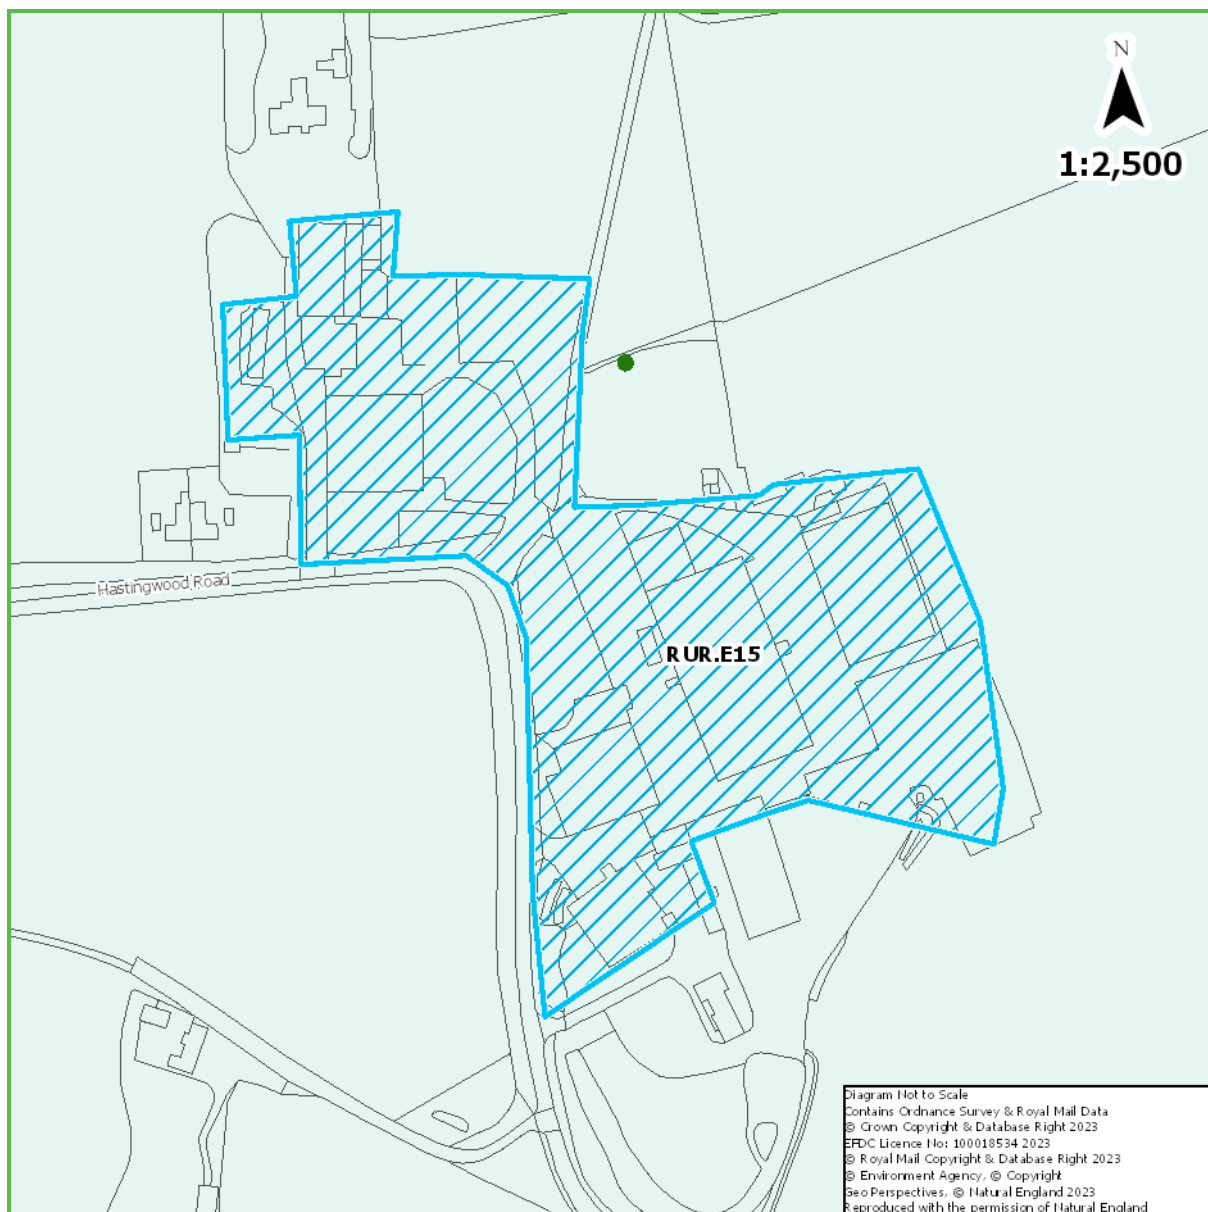 N
1:2,500
Hastingwood Road
RUR.E15
Diagram Not to Scale
Contains Ordnance Survey & Royal Mail Data
© Crown Copyright & Database Right 2023
EFDC Licence No: 100018534 2023
© Royal Mail Copyright & Database Right 2023
© Environment Agency, © Copyright
Geo Perspectives, © Natural England 2023
Reproduced with the permission of Natural England